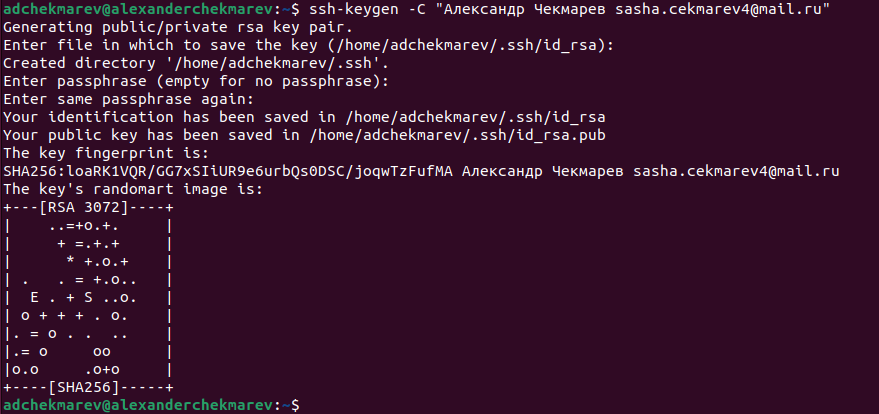 adchekmarev@alexanderchekmarev:~$ ssh-keygen -C "Александр Чекмарев sasha.cekmarev4@mail.ru"
Generating public/private rsa key pair.
Enter file in which to save the key (/home/adchekmarev/.ssh/id_rsa):
Created directory '/home/adchekmarev/.ssh'.
Enter passphrase (empty for no passphrase):
Enter same passphrase again:
Your identification has been saved in /home/adchekmarev/.ssh/id_rsa
Your public key has been saved in /home/adchekmarev/.ssh/id_rsa.pub
The key fingerprint is:
SHA256:loaRK1VQR/GG7xSIiUR9e6urbQs0DSC/joqwTzFufMA Александр Чекмарев sasha.cekmarev4@mail.ru
The key's randomart image is:
+---[RSA 3072]----+
|    ..=+o.+.     |
|     + =.+.+     |
|      * +.o.+    |
| .   . = +.o..   |
|  E . + S ..o.   |
| o + + + . o.    |
|. = o . .  ..    |
|.= o     oo      |
|o.o     .o+o     |
+----[SHA256]-----+
adchekmarev@alexanderchekmarev:~$